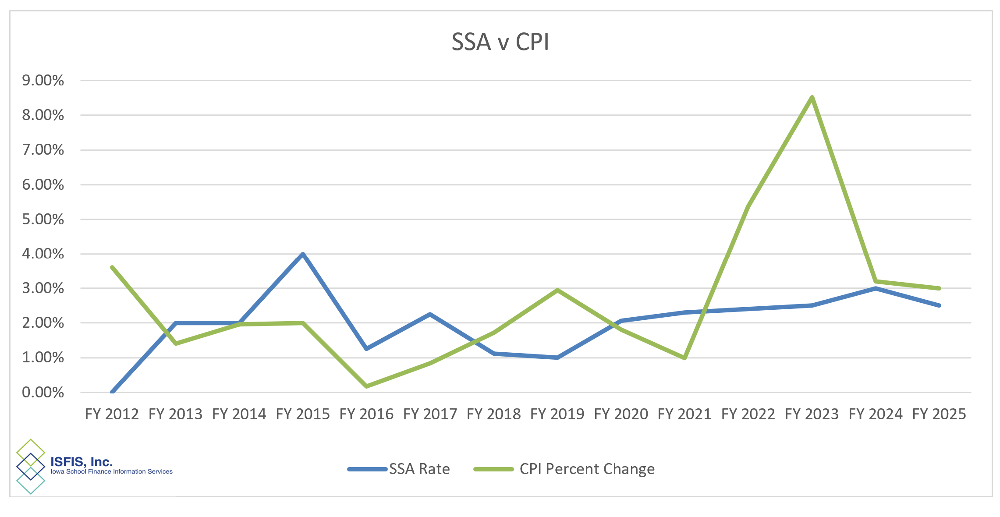 SSA v CPI
9.00%
8.00%
7.00%
6.00%
5.00%
4.00%
3.00%
2.00%
1.00%
0.00%
FY 2012 FY 2013 FY 2014 FY 2015 FY 2016 FY 2017 FY 2018 FY 2019 FY 2020 FY 2021 FY 2022 FY 2023 FY 2024 FY 2025
ISFIS, Inc.
Iowa School Finance Information Services
SSA Rate CPI Percent Change